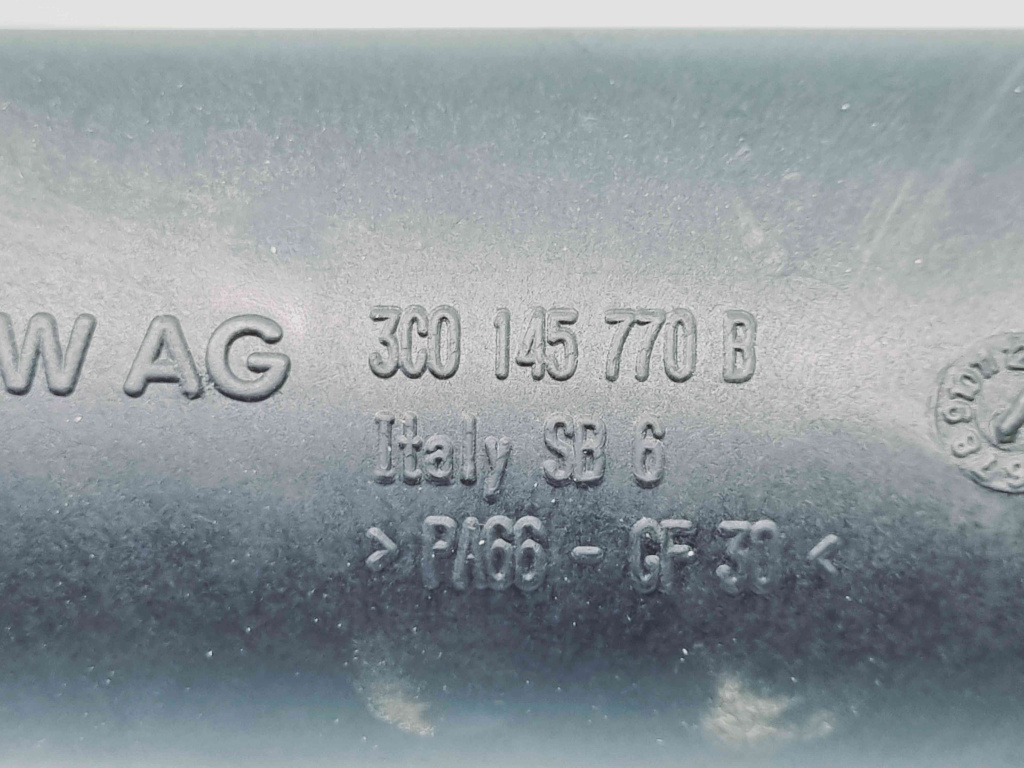 W AG 3C0 145 770 B
Italy SB 6
> PA66 - GF 30 <